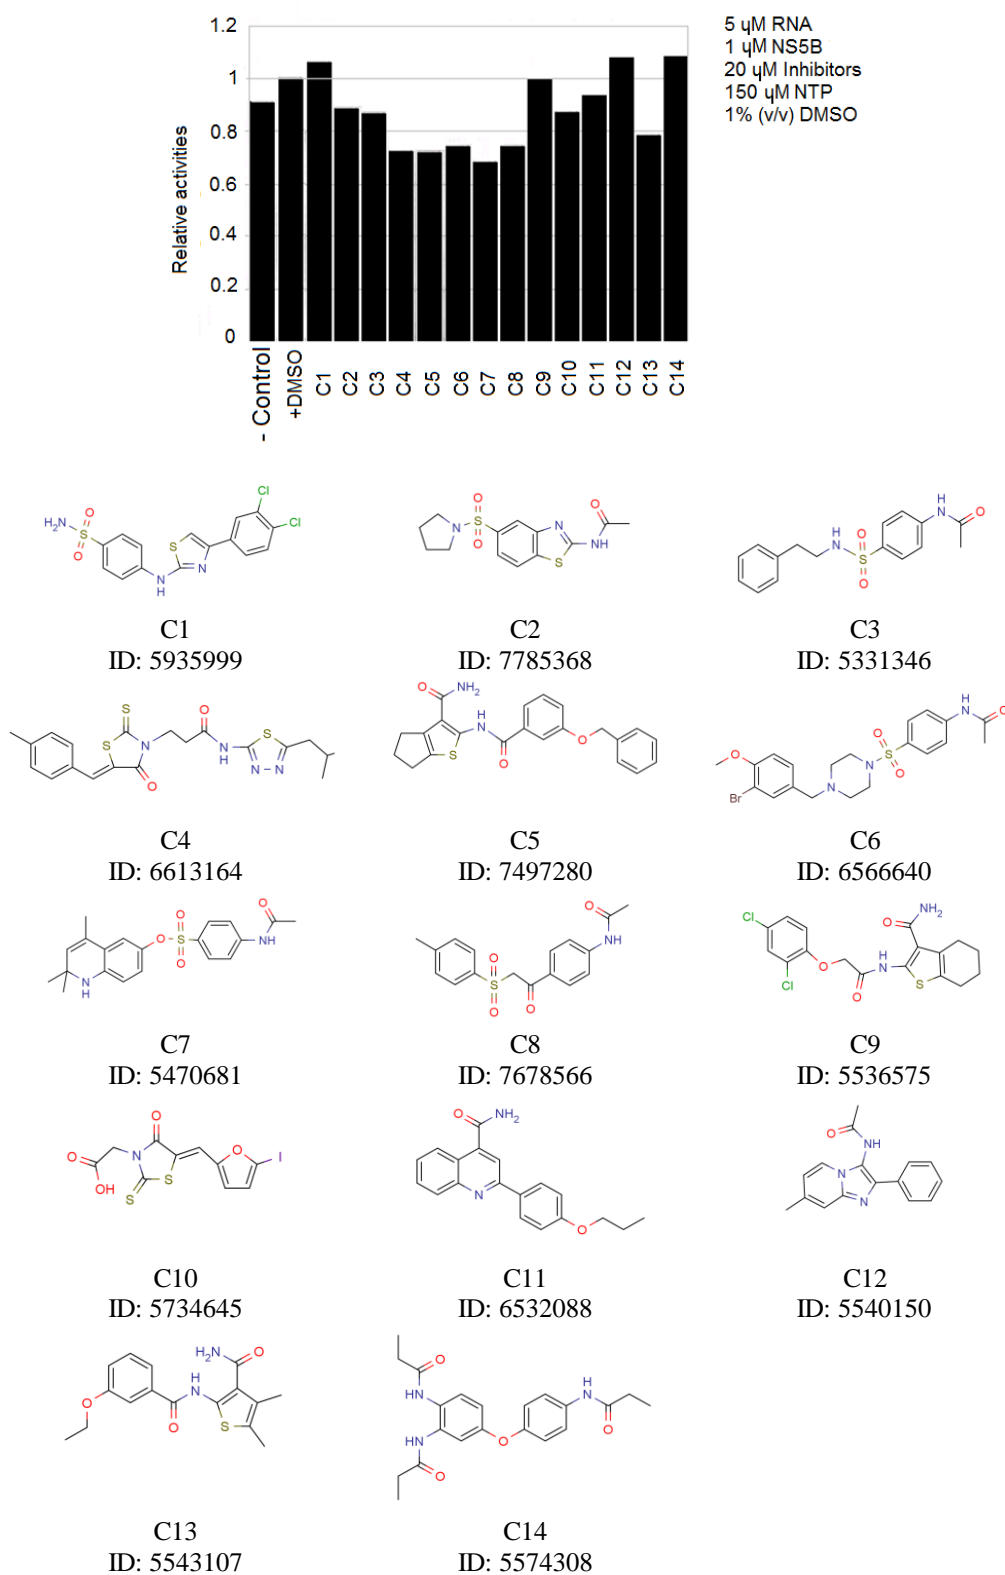 1.2
1
0.8
0.6
0.4
0.2
0
Relative activities
5 ɥM RNA
1 ɥM NS5B
20 ɥM Inhibitors
150 ɥM NTP
1% (v/v) DMSO
- Control
+DMSO
C1
C2
C3
C4
C5
C6
C7
C8
C9
C10
C11
C12
C13
C14
C1
ID: 5935999
C2
ID: 7785368
C3
ID: 5331346
C4
ID: 6613164
C5
ID: 7497280
C6
ID: 6566640
C7
ID: 5470681
C8
ID: 7678566
C9
ID: 5536575
C10
ID: 5734645
C11
ID: 6532088
C12
ID: 5540150
C13
ID: 5543107
C14
ID: 5574308